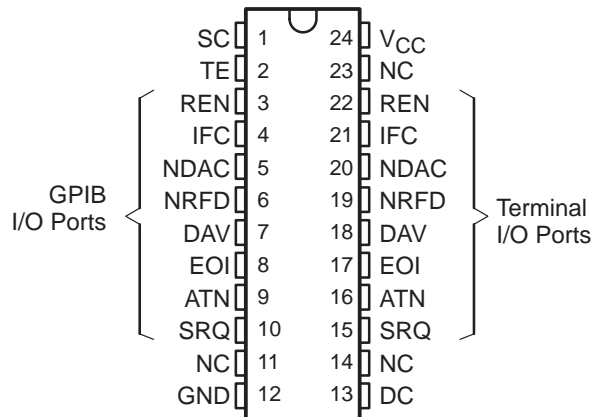 SC 1 24 VCC
TE 2 23 NC
REN 3 22 REN
IFC 4 21 IFC
NDAC 5 20 NDAC
NRFD 6 19 NRFD
DAV 7 18 DAV
EOI 8 17 EOI
ATN 9 16 ATN
SRQ 10 15 SRQ
NC 11 14 NC
GND 12 13 DC
GPIB
I/O Ports
Terminal
I/O Ports